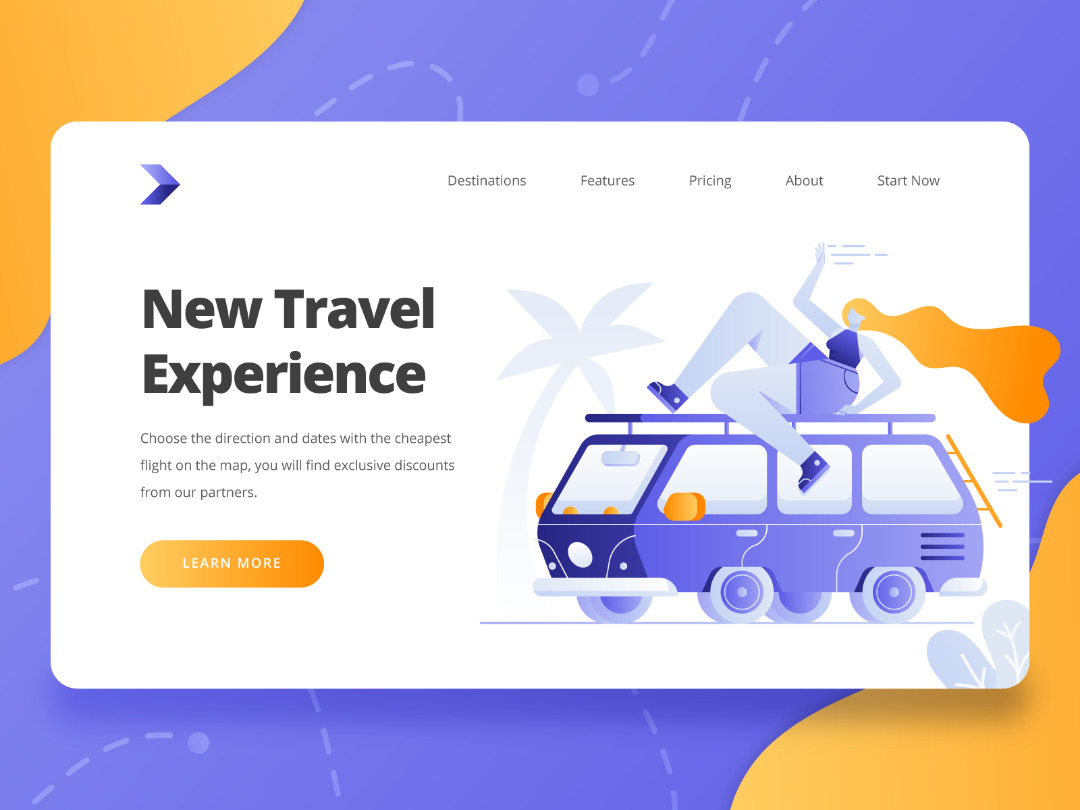 Destinations Features Pricing About Start Now
New Travel
Experience
Choose the direction and dates with the cheapest
flight on the map, you will find exclusive discounts
from our partners.
LEARN MORE